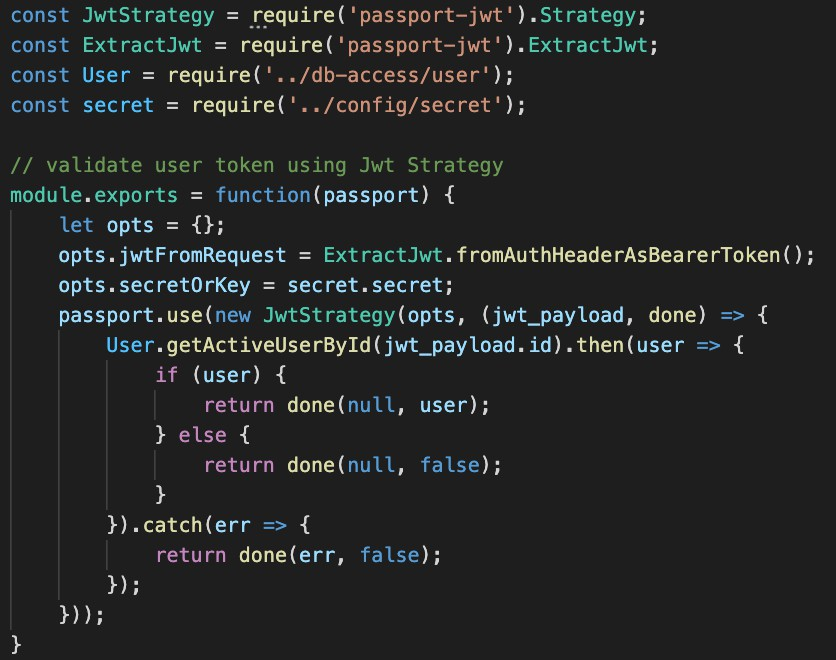 const JwtStrategy = require('passport-jwt').Strategy;
const ExtractJwt = require('passport-jwt').ExtractJwt;
const User = require('../db-access/user');
const secret = require('../config/secret');

// validate user token using Jwt Strategy
module.exports = function(passport) {
    let opts = {};
    opts.jwtFromRequest = ExtractJwt.fromAuthHeaderAsBearerToken();
    opts.secretOrKey = secret.secret;
    passport.use(new JwtStrategy(opts, (jwt_payload, done) => {
        User.getActiveUserById(jwt_payload.id).then(user => {
            if (user) {
                return done(null, user);
            } else {
                return done(null, false);
            }
        }).catch(err => {
            return done(err, false);
        });
    }));
}